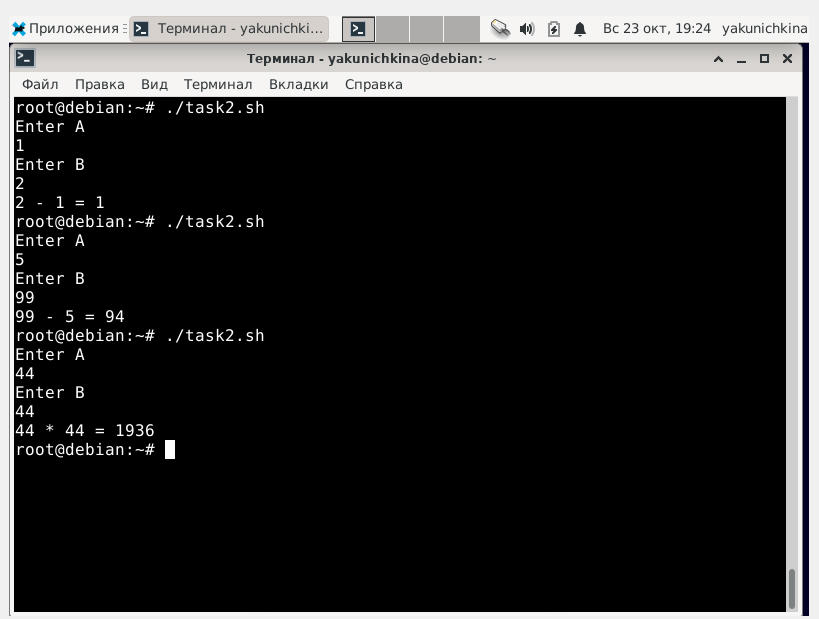 Приложения Терминал - yakunichki... Вс 23 окт, 19:24 yakunichkina
Терминал - yakunichkina@debian: ~
Файл Правка Вид Терминал Вкладки Справка
root@debian:~# ./task2.sh
Enter A
1
Enter B
2
2 - 1 = 1
root@debian:~# ./task2.sh
Enter A
5
Enter B
99
99 - 5 = 94
root@debian:~# ./task2.sh
Enter A
44
Enter B
44
44 * 44 = 1936
root@debian:~#